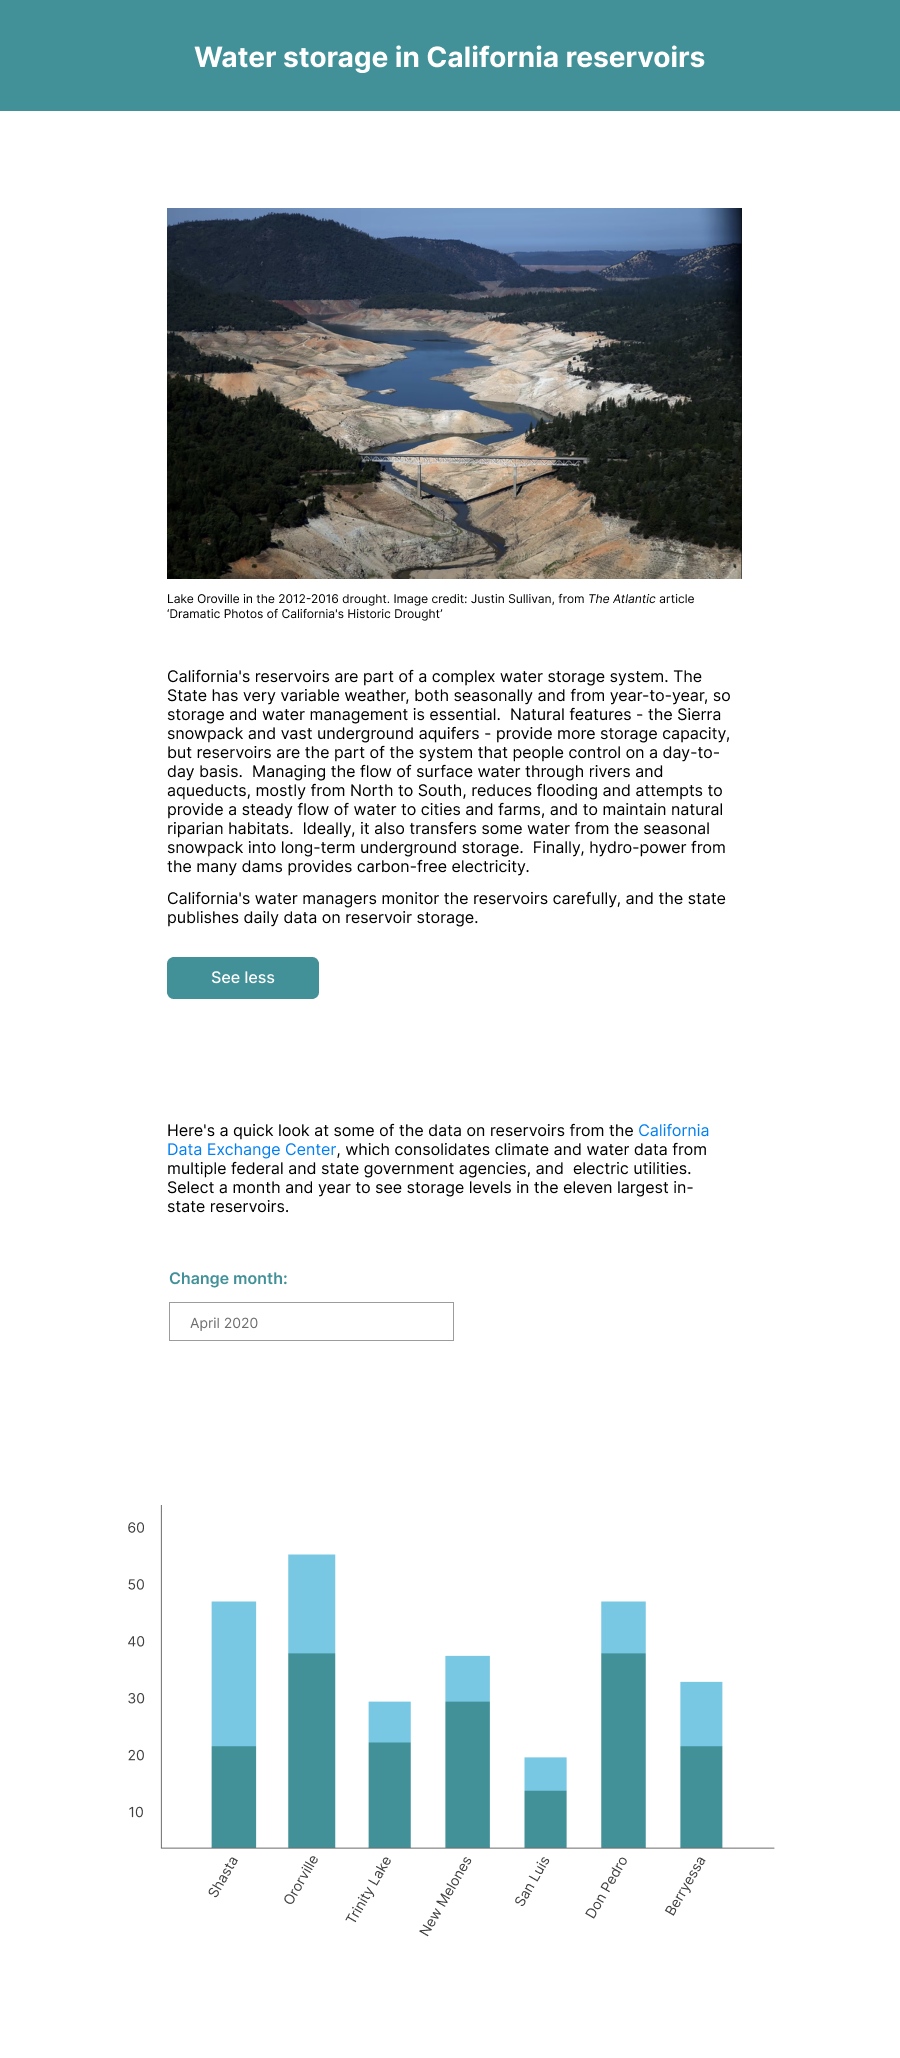 Water storage in California reservoirs
Lake Oroville in the 2012-2016 drought. Image credit: Justin Sullivan, from The Atlantic article
‘Dramatic Photos of California's Historic Drought’
California's reservoirs are part of a complex water storage system. The
State has very variable weather, both seasonally and from year-to-year, so
storage and water management is essential.  Natural features - the Sierra
snowpack and vast underground aquifers - provide more storage capacity,
but reservoirs are the part of the system that people control on a day-to-
day basis.  Managing the flow of surface water through rivers and
aqueducts, mostly from North to South, reduces flooding and attempts to
provide a steady flow of water to cities and farms, and to maintain natural
riparian habitats.  Ideally, it also transfers some water from the seasonal
snowpack into long-term underground storage.  Finally, hydro-power from
the many dams provides carbon-free electricity.
California's water managers monitor the reservoirs carefully, and the state
publishes daily data on reservoir storage.
See less
Here's a quick look at some of the data on reservoirs from the California
Data Exchange Center, which consolidates climate and water data from
multiple federal and state government agencies, and  electric utilities.
Select a month and year to see storage levels in the eleven largest in-
state reservoirs.
Change month:
April 2020
60
50
40
30
20
10
Shasta
Ororville
Trinity Lake
New Melones
San Luis
Don Pedro
Berryessa